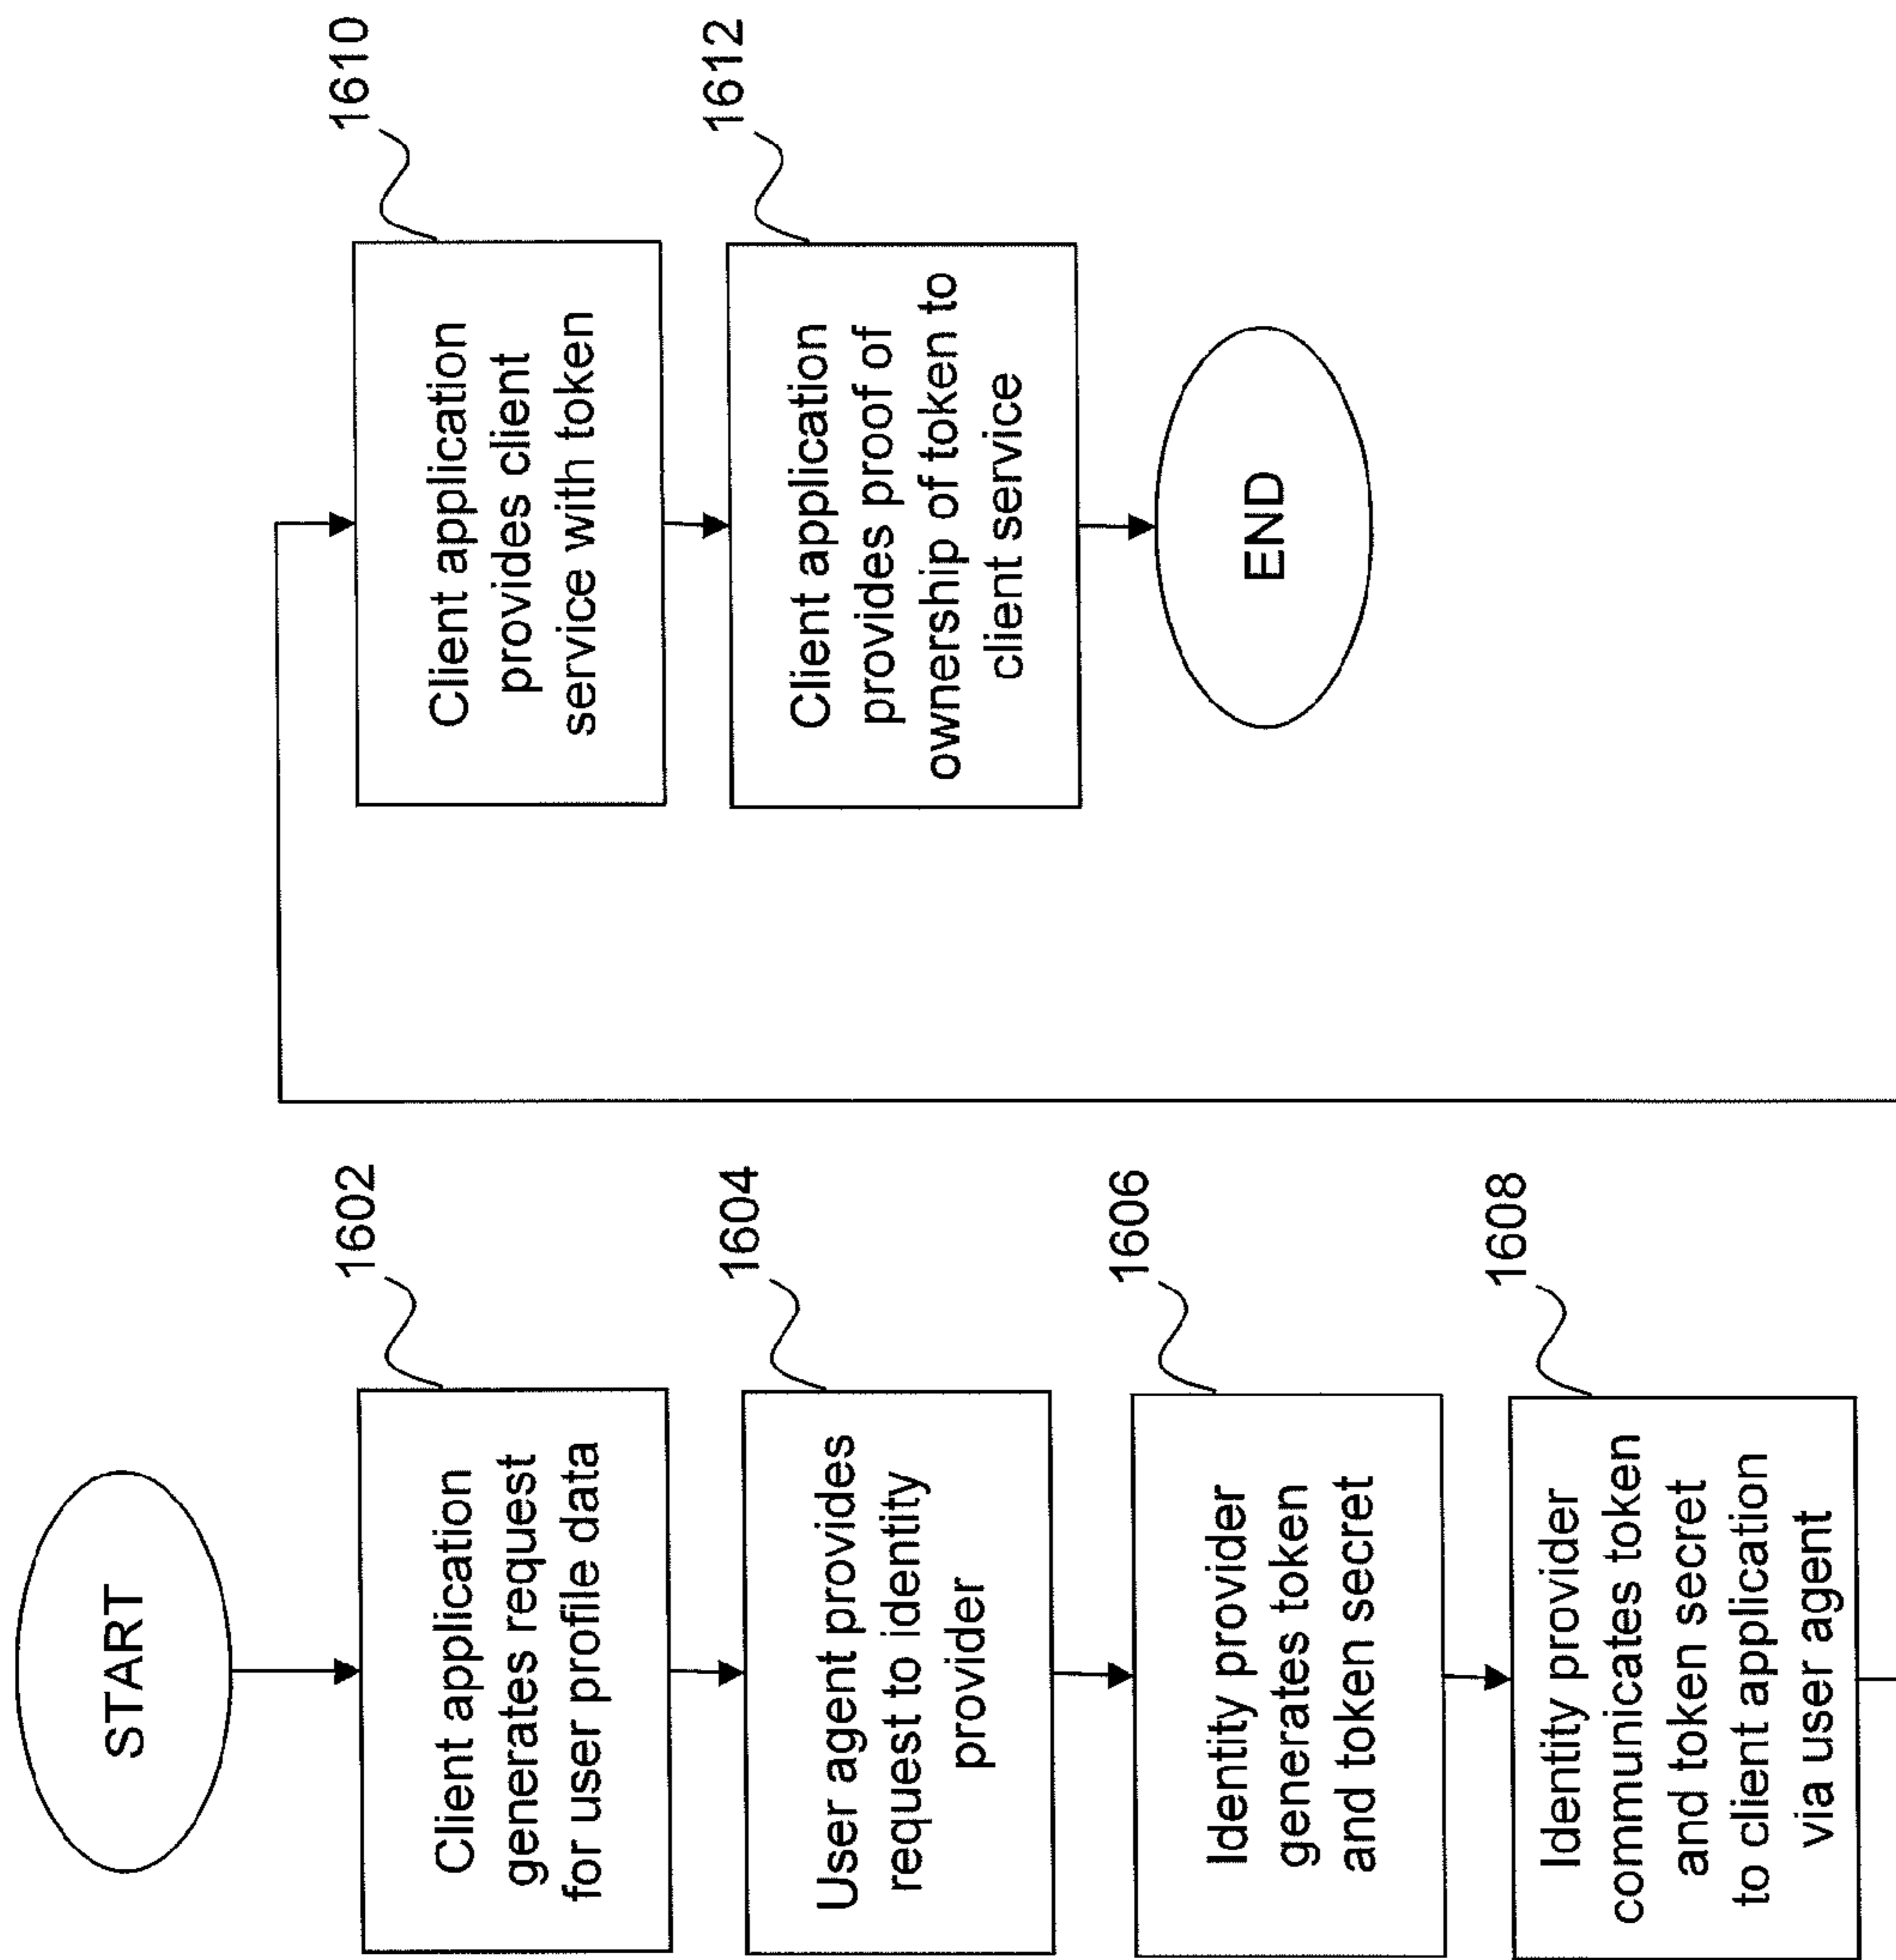 START
1602
Client application
generates request
for user profile data
1604
User agent provides
request to identity
provider
1606
Identity provider
generates token
and token secret
1608
Identity provider
communicates token
and token secret
to client application
via user agent
1610
Client application
provides client
service with token
1612
Client application
provides proof of
ownership of token to
client service
END